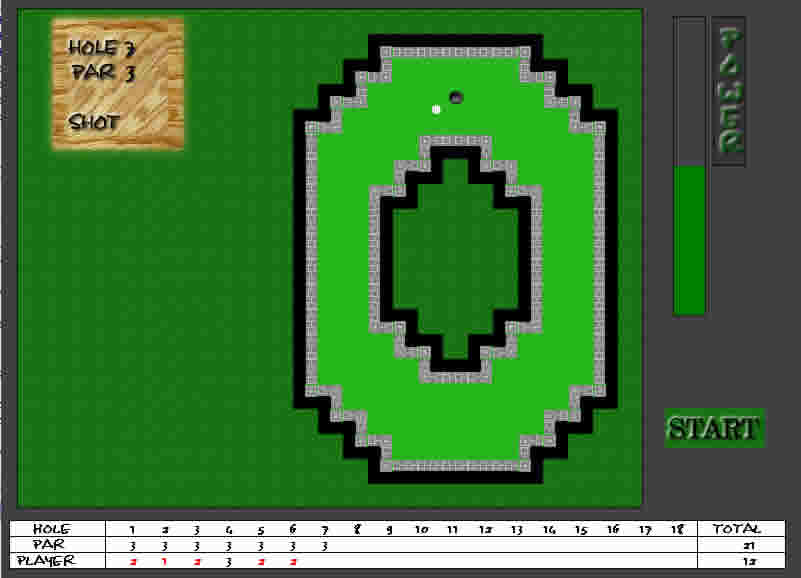 HOLE 7
PAR 3
SHOT
POWER
START
HOLE 1 2 3 4 5 6 7 8 9 10 11 12 13 14 15 16 17 18 TOTAL
PAR 3 3 3 3 3 3 3 21
PLAYER 2 1 2 3 2 2 12